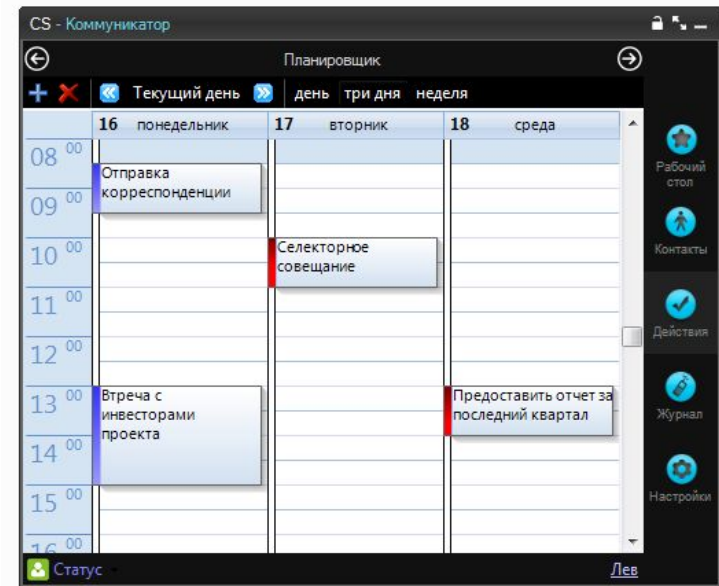 CS - Коммуникатор
Планировщик
Текущий день день три дня неделя
16 понедельник 17 вторник 18 среда
08 00
Отправка
корреспонденции
09 00
10 00
Селекторное
совещание
11 00
12 00
13 00
Втреча с
инвесторами
проекта
Предоставить отчет за
последний квартал
14 00
15 00
16 00
Рабочий
стол
Контакты
Действия
Журнал
Настройки
Статус
Лев